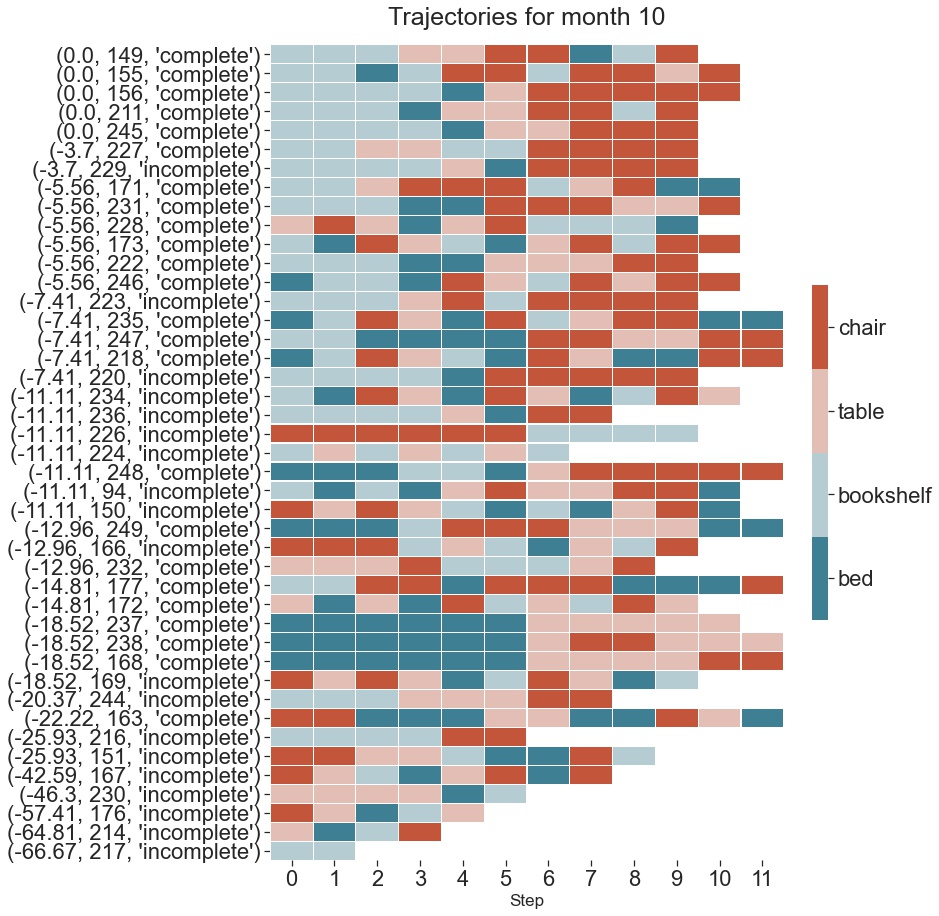 Trajectories for month 10
(0.0, 149, 'complete')
(0.0, 155, 'complete')
(0.0, 156, 'complete')
(0.0, 211, 'complete')
(0.0, 245, 'complete')
(-3.7, 227, 'complete')
(-3.7, 229, 'incomplete')
(-5.56, 171, 'complete')
(-5.56, 231, 'complete')
(-5.56, 228, 'complete')
(-5.56, 173, 'complete')
(-5.56, 222, 'complete')
(-5.56, 246, 'complete')
(-7.41, 223, 'incomplete')
(-7.41, 235, 'complete')
(-7.41, 247, 'complete')
(-7.41, 218, 'complete')
(-7.41, 220, 'incomplete')
(-11.11, 234, 'incomplete')
(-11.11, 236, 'incomplete')
(-11.11, 226, 'incomplete')
(-11.11, 224, 'incomplete')
(-11.11, 248, 'complete')
(-11.11, 94, 'incomplete')
(-11.11, 150, 'incomplete')
(-12.96, 249, 'complete')
(-12.96, 166, 'incomplete')
(-12.96, 232, 'complete')
(-14.81, 177, 'complete')
(-14.81, 172, 'complete')
(-18.52, 237, 'complete')
(-18.52, 238, 'complete')
(-18.52, 168, 'complete')
(-18.52, 169, 'incomplete')
(-20.37, 244, 'incomplete')
(-22.22, 163, 'complete')
(-25.93, 216, 'incomplete')
(-25.93, 151, 'incomplete')
(-42.59, 167, 'incomplete')
(-46.3, 230, 'incomplete')
(-57.41, 176, 'incomplete')
(-64.81, 214, 'incomplete')
(-66.67, 217, 'incomplete')
0 1 2 3 4 5 6 7 8 9 10 11
Step
chair
table
bookshelf
bed